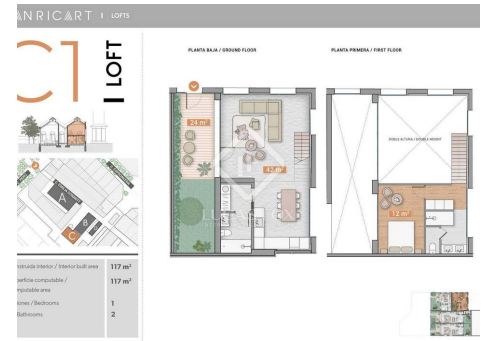 ANRICART I LOFTS
C1 I LOFT
PLANTA BAJA / GROUND FLOOR
PLANTA PRIMERA / FIRST FLOOR
24 m²
DOBLE ALTURA / DOUBLE HEIGHT
12 m²
A
B
C
nstruida interior / Interior built area 117 m²
perficie computable /
mputable area 117 m²
iones / Bedrooms 1
Bathrooms 2